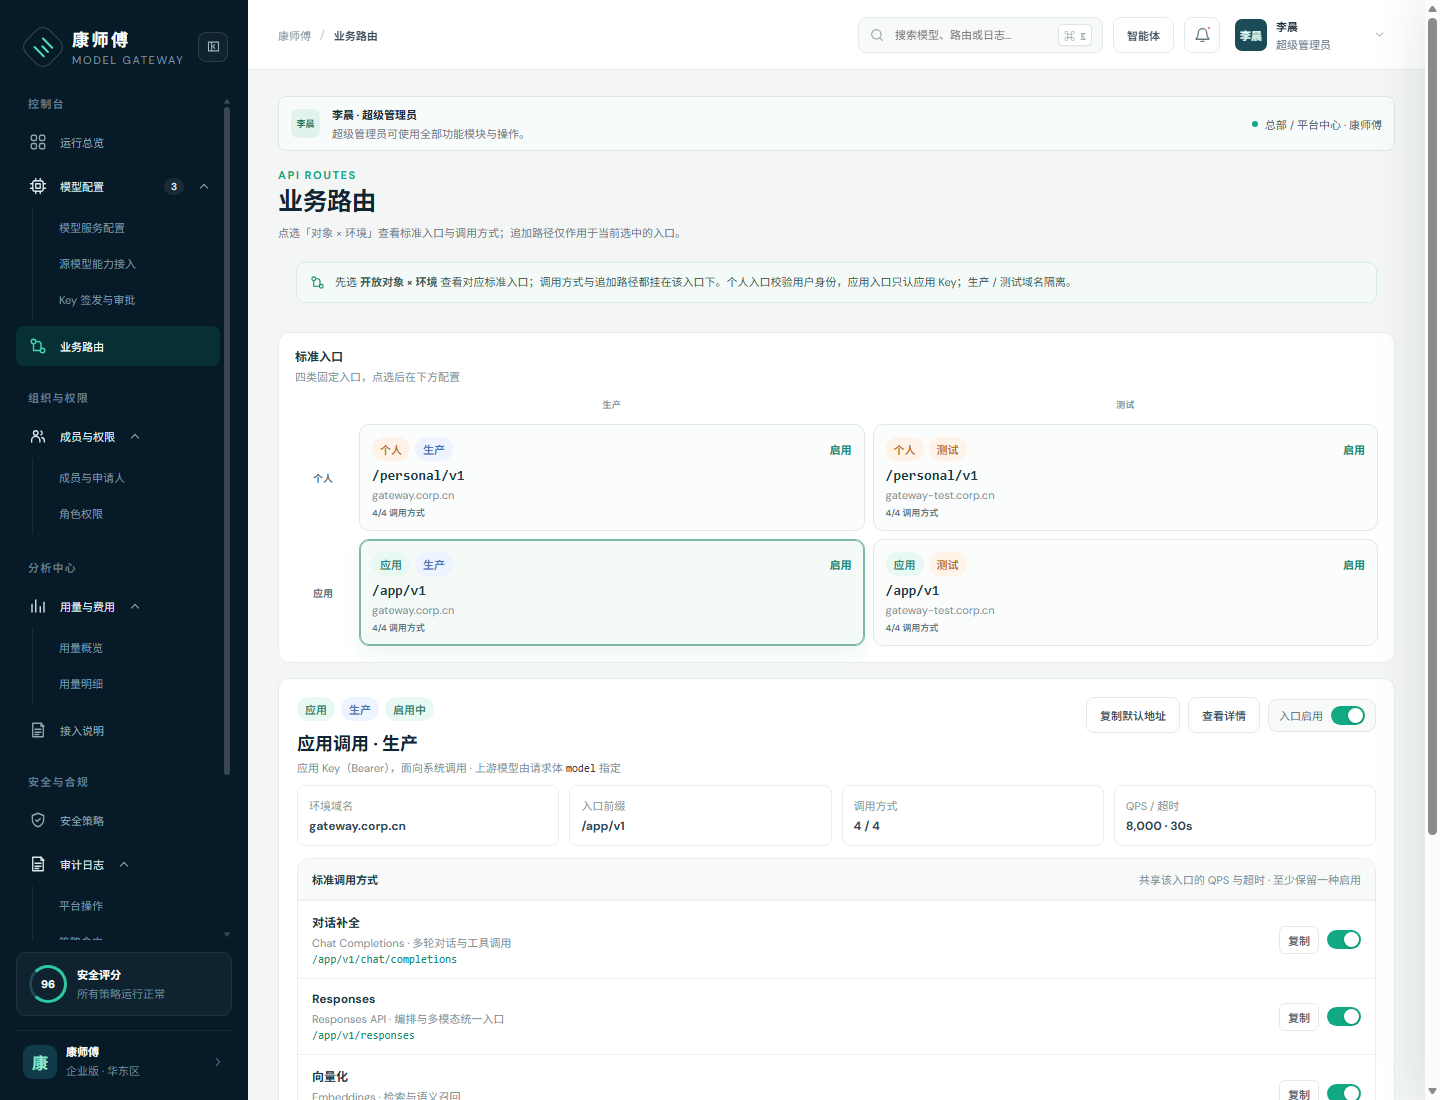 康师傅
MODEL GATEWAY
控制台
运行总览
模型配置 3
模型服务配置
源模型能力接入
Key 签发与审批
业务路由
组织与权限
成员与权限
成员与申请人
角色权限
分析中心
用量与费用
用量概览
用量明细
接入说明
安全与合规
安全策略
审计日志
平台操作
96
安全评分
所有策略运行正常
康
康师傅
企业版 · 华东区
康师傅 / 业务路由
搜索模型、路由或日志... ⌘ K
智能体
李晨
李晨
超级管理员
李晨
李晨 · 超级管理员
超级管理员可使用全部功能模块与操作。
总部 / 平台中心 · 康师傅
API ROUTES
业务路由
点选「对象 × 环境」查看标准入口与调用方式；追加路径仅作用于当前选中的入口。
先选 开放对象 × 环境 查看对应标准入口；调用方式与追加路径都挂在该入口下。个人入口校验用户身份，应用入口只认应用 Key；生产 / 测试域名隔离。
标准入口
四类固定入口，点选后在下方配置
生产 测试
个人
个人 生产 启用
/personal/v1
gateway.corp.cn
4/4 调用方式
个人 测试 启用
/personal/v1
gateway-test.corp.cn
4/4 调用方式
应用
应用 生产 启用
/app/v1
gateway.corp.cn
4/4 调用方式
应用 测试 启用
/app/v1
gateway-test.corp.cn
4/4 调用方式
应用 生产 启用中
复制默认地址 查看详情 入口启用
应用调用 · 生产
应用 Key（Bearer），面向系统调用 · 上游模型由请求体 model 指定
环境域名
gateway.corp.cn
入口前缀
/app/v1
调用方式
4 / 4
QPS / 超时
8,000 · 30s
标准调用方式 共享该入口的 QPS 与超时 · 至少保留一种启用
对话补全
Chat Completions · 多轮对话与工具调用
/app/v1/chat/completions
复制
Responses
Responses API · 编排与多模态统一入口
/app/v1/responses
复制
向量化
Embeddings · 检索与语义召回
复制